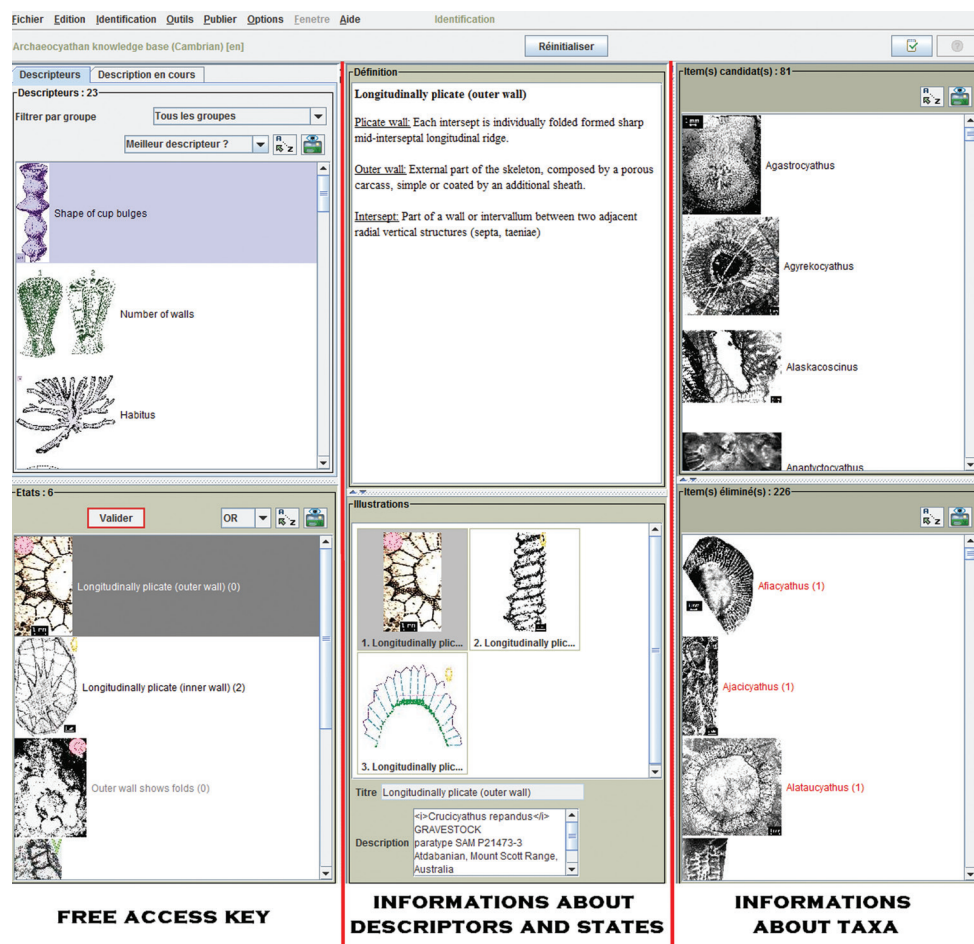 Fichier Edition Identification Outils Publier Options Fenetre Aide Identification
Archaeocyathan knowledge base (Cambrian) [en]
Réinitialiser
Descripteurs Description en cours
Descripteurs : 23
Filtrer par groupe Tous les groupes
Meilleur descripteur ?
Shape of cup bulges
1 2
Number of walls
Habitus
Etats : 6
Valider OR
Longitudinally plicate (outer wall) (0)
1 mm
Longitudinally plicate (inner wall) (2)
Outer wall shows folds (0)
FREE ACCESS KEY
Définition
Longitudinally plicate (outer wall)
Plicate wall: Each intersept is individually folded formed sharp
mid-interseptal longitudinal ridge.
Outer wall: External part of the skeleton, composed by a porous
carcass, simple or coated by an additional sheath.
Intersept: Part of a wall or intervallum between two adjacent
radial vertical structures (septa, taeniae)
Illustrations
1. Longitudinally plic... 2. Longitudinally plic...
3. Longitudinally plic...
Titre Longitudinally plicate (outer wall)
Description
<i>Crucicyathus repandus</i>
GRAVESTOCK
paratype SAM P21473-3
Atdabanian, Mount Scott Range,
Australia
INFORMATIONS ABOUT
DESCRIPTORS AND STATES
Item(s) candidat(s) : 81
Agastrocyathus
Agyrekocyathus
Alaskacoscinus
Anaptyctocyathus
Item(s) éliminé(s) : 226
Afiacyathus (1)
Ajacicyathus (1)
Alataucyathus (1)
INFORMATIONS
ABOUT TAXA